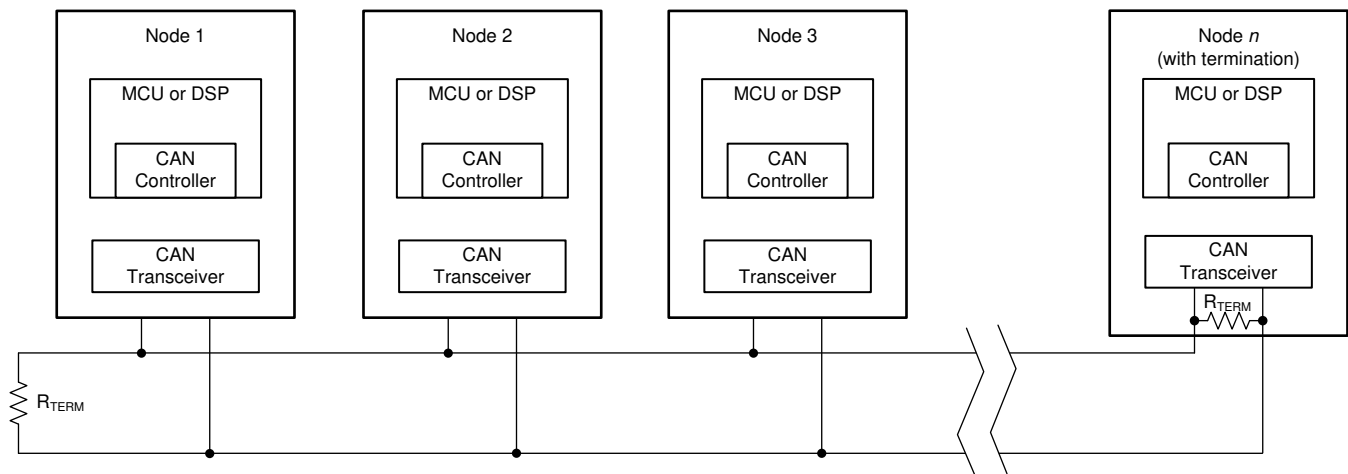 Node 1
MCU or DSP
CAN
Controller
CAN
Transceiver
Node 2
MCU or DSP
CAN
Controller
CAN
Transceiver
Node 3
MCU or DSP
CAN
Controller
CAN
Transceiver
Node n
(with termination)
MCU or DSP
CAN
Controller
CAN
Transceiver
RTERM
RTERM